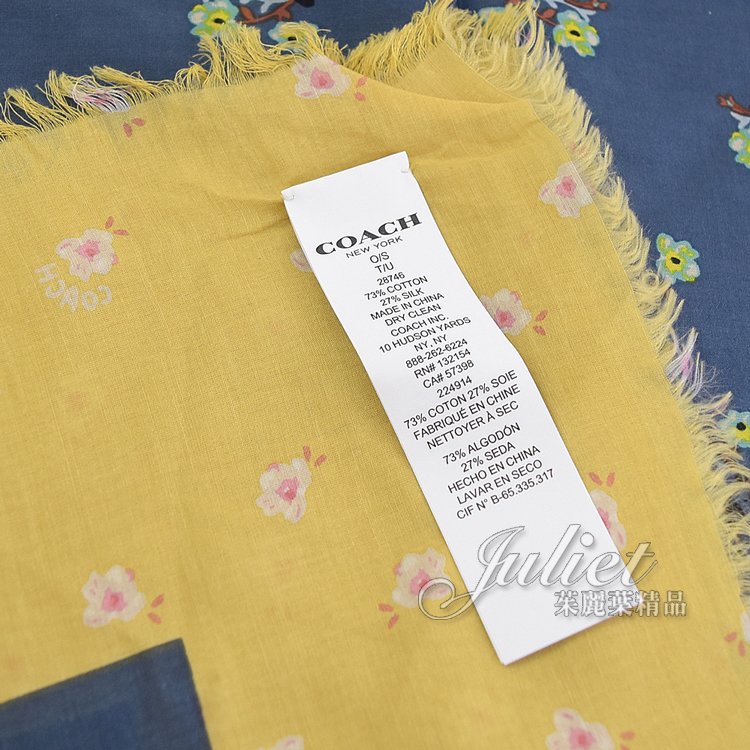 COACH
COACH
NEW YORK
O/S
T/U
28746
73% COTTON
27% SILK
MADE IN CHINA
DRY CLEAN
COACH INC.
10 HUDSON YARDS
NY, NY
888-262-6224
RN# 132154
CA# 57398
224914
73% COTON 27% SOIE
FABRIQUÉ EN CHINE
NETTOYER À SEC
73% ALGODÓN
27% SEDA
HECHO EN CHINA
LAVAR EN SECO
CIF N° B-65.335.317
Juliet
茱麗葉精品